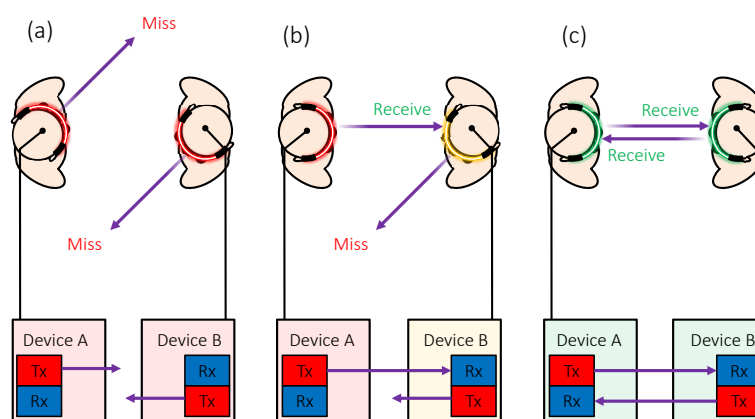 (a)
Miss
Miss
Device A
Tx
Rx
Device B
Rx
Tx
(b)
Receive
Miss
Device A
Tx
Rx
Device B
Rx
Tx
(c)
Receive
Receive
Device A
Tx
Rx
Device B
Rx
Tx